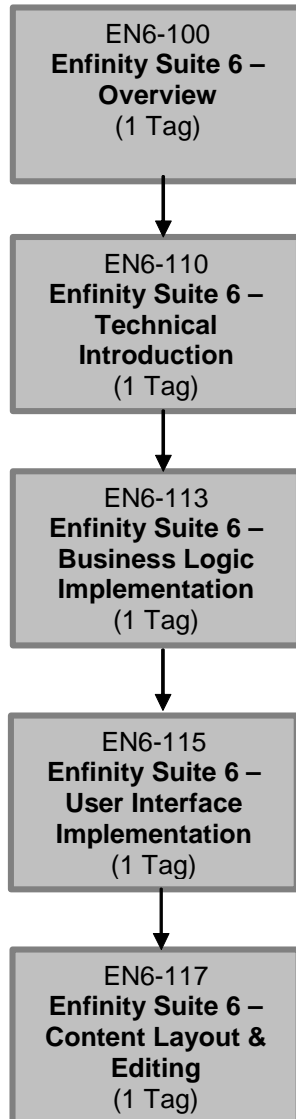 EN6-100
Enfinity Suite 6 –
Overview
(1 Tag)
EN6-110
Enfinity Suite 6 –
Technical
Introduction
(1 Tag)
EN6-113
Enfinity Suite 6 –
Business Logic
Implementation
(1 Tag)
EN6-115
Enfinity Suite 6 –
User Interface
Implementation
(1 Tag)
EN6-117
Enfinity Suite 6 –
Content Layout &
Editing
(1 Tag)